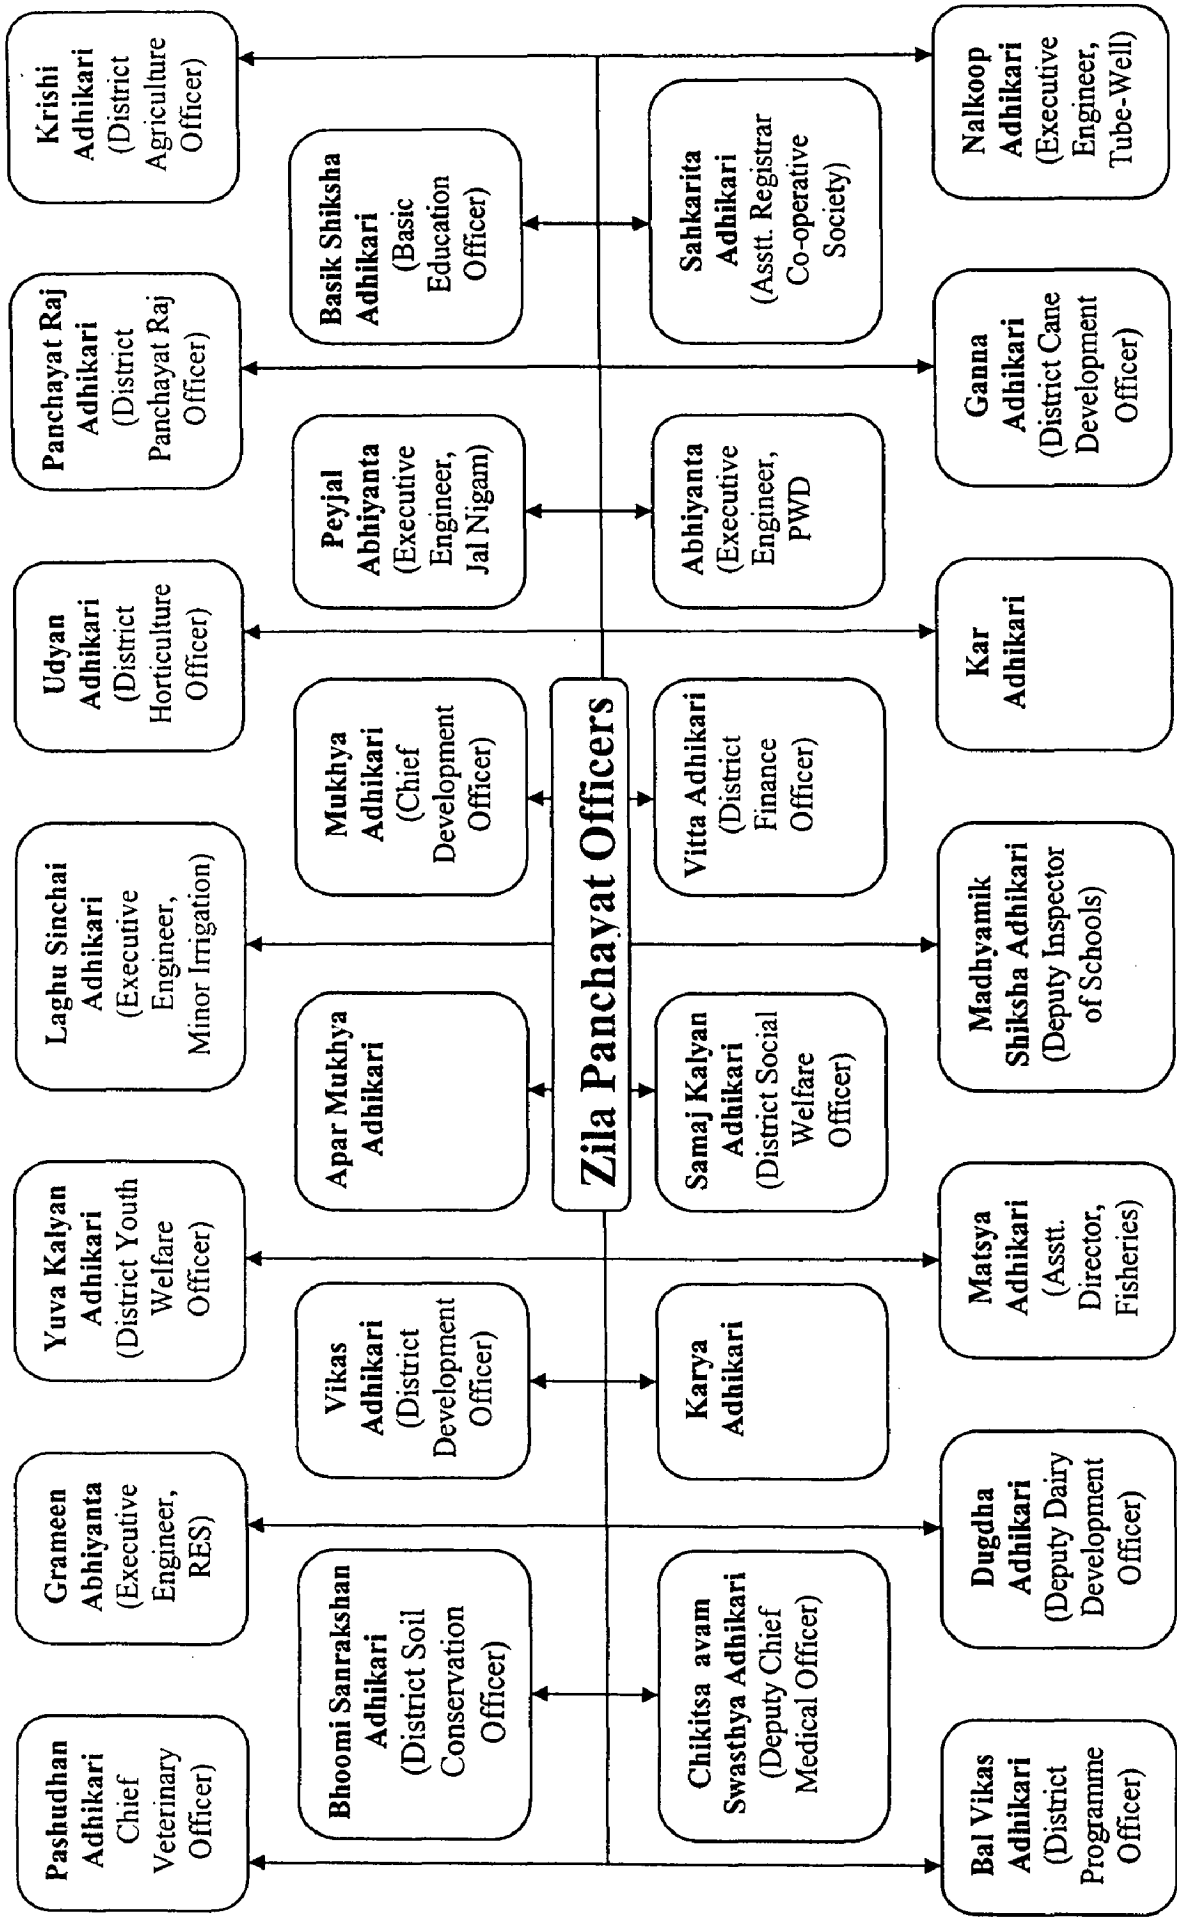 Pashudhan
Adhikari
Chief
Veterinary
Officer)
Grameen
Abhiyanta
(Executive
Engineer,
RES)
Yuva Kalyan
Adhikari
(District Youth
Welfare
Officer)
Laghu Sinchai
Adhikari
(Executive
Engineer,
Minor Irrigation)
Udyan
Adhikari
(District
Horticulture
Officer)
Panchayat Raj
Adhikari
(District
Panchayat Raj
Officer)
Krishi
Adhikari
(District
Agriculture
Officer)
Bhoomi Sanrakshan
Adhikari
(District Soil
Conservation
Officer)
Vikas
Adhikari
(District
Development
Officer)
Apar Mukhya
Adhikari
Mukhya
Adhikari
(Chief
Development
Officer)
Peyjal
Abhiyanta
(Executive
Engineer,
Jal Nigam)
Basik Shiksha
Adhikari
(Basic
Education
Officer)
Zila Panchayat Officers
Chikitsa avam
Swasthya Adhikari
(Deputy Chief
Medical Officer)
Karya
Adhikari
Samaj Kalyan
Adhikari
(District Social
Welfare
Officer)
Vitta Adhikari
(District
Finance
Officer)
Abhiyanta
(Executive
Engineer,
PWD
Sahkarita
Adhikari
(Asstt. Registrar
Co-operative
Society)
Bal Vikas
Adhikari
(District
Programme
Officer)
Dugdha
Adhikari
(Deputy Dairy
Development
Officer)
Matsya
Adhikari
(Asstt.
Director,
Fisheries)
Madhyamik
Shiksha Adhikari
(Deputy Inspector
of Schools)
Kar
Adhikari
Ganna
Adhikari
(District Cane
Development
Officer)
Nalkoop
Adhikari
(Executive
Engineer,
Tube-Well)